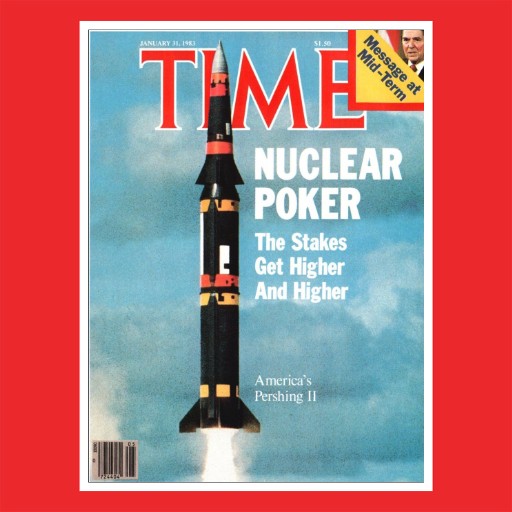 JANUARY 31, 1983
$1.50
TIME
Message at
Mid-Term
NUCLEAR
POKER
The Stakes
Get Higher
And Higher
America's
Pershing II